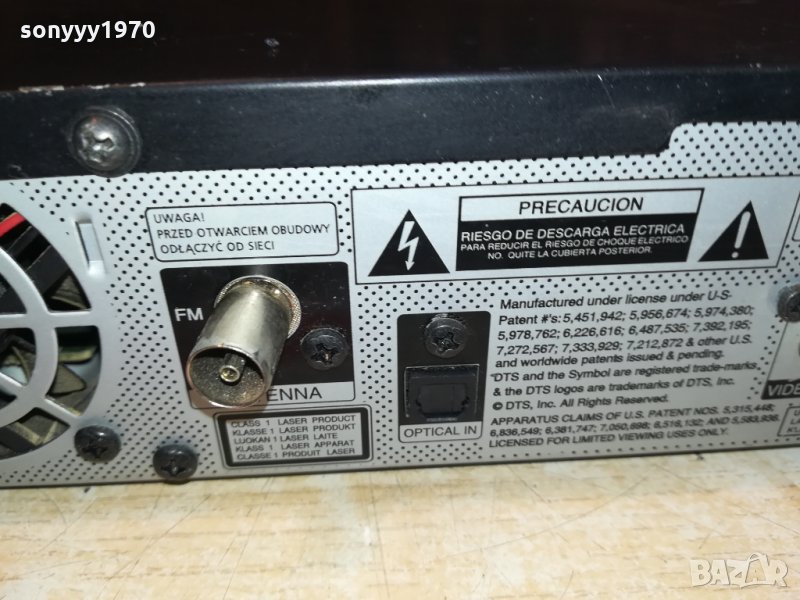 sonyyy1970
UWAGA!
PRZED OTWARCIEM OBUDOWY
ODŁĄCZYĆ OD SIECI
PRECAUCION
RIESGO DE DESCARGA ELECTRICA
PARA REDUCIR EL RIESGO DE CHOQUE ELECTRICO
NO. QUITE LA CUBIERTA POSTERIOR.
FM
ENNA
CLASS 1 LASER PRODUCT
KLASSE 1 LASER PRODUKT
LUOKAN 1 LASER LAITE
KLASS 1 LASER APPARAT
CLASSE 1 PRODUIT LASER
OPTICAL IN
Manufactured under license under U-S-
Patent #'s: 5,451,942; 5,956,674; 5,974,380;
5,978,762; 6,226,616; 6,487,535; 7,392,195;
7,272,567; 7,333,929; 7,212,872 & other U.S.
and worldwide patents issued & pending.
"DTS and the Symbol are registered trade-marks,
& the DTS logos are trademarks of DTS, Inc.
© DTS, Inc. All Rights Reserved.
APPARATUS CLAIMS OF U.S. PATENT NOS. 5,315,448;
6,836,549; 6,381,747; 7,050,698; 6,516,132; AND 5,583,936
LICENSED FOR LIMITED VIEWING USES ONLY.
VIDE
BAZAR